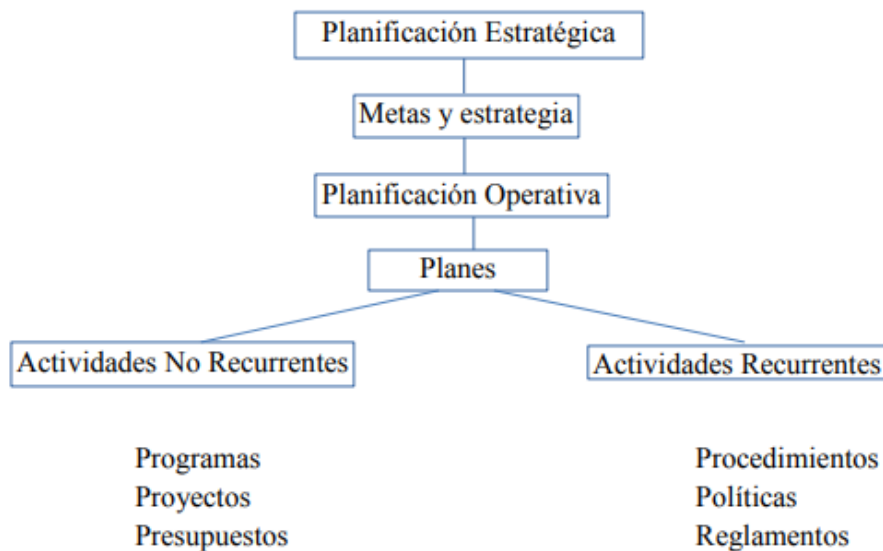 Planificación Estratégica
Metas y estrategia
Planificación Operativa
Planes
Actividades No Recurrentes
Actividades Recurrentes
Programas
Proyectos
Presupuestos
Procedimientos
Políticas
Reglamentos